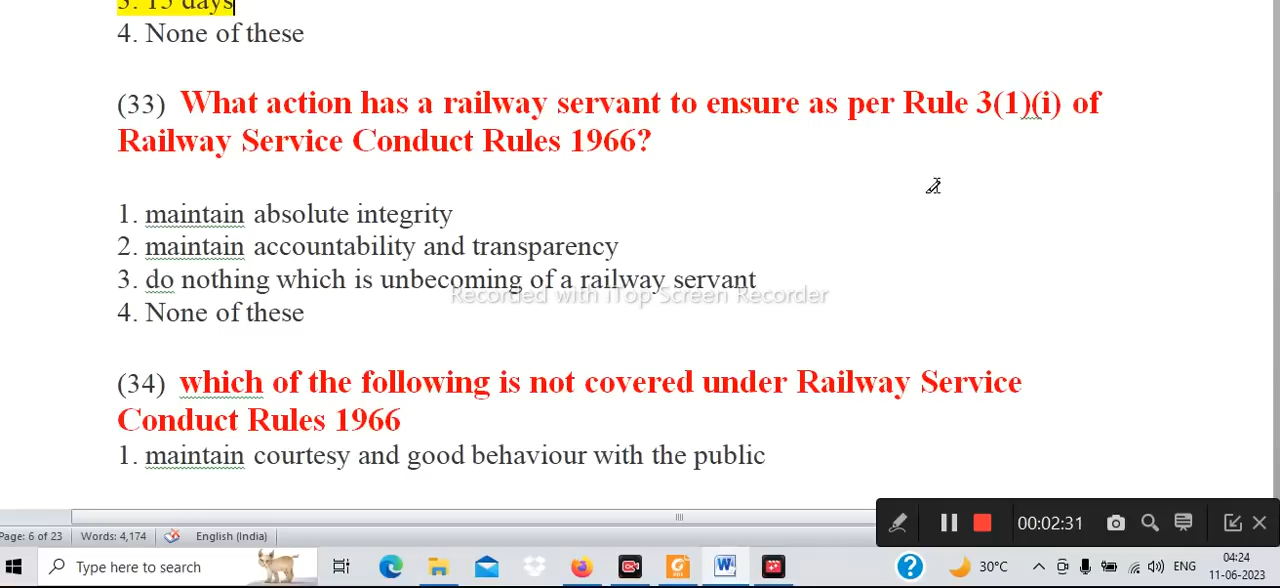 3. 15 days
4. None of these
(33) What action has a railway servant to ensure as per Rule 3(1)(i) of
Railway Service Conduct Rules 1966?
1. maintain absolute integrity
2. maintain accountability and transparency
3. do nothing which is unbecoming of a railway servant
Recorded with iTop Screen Recorder
4. None of these
(34) which of the following is not covered under Railway Service
Conduct Rules 1966
1. maintain courtesy and good behaviour with the public
00:02:31
Page: 6 of 23 Words: 4,174 English (India)
Type here to search 30°C ENG 04:24
11-06-2023